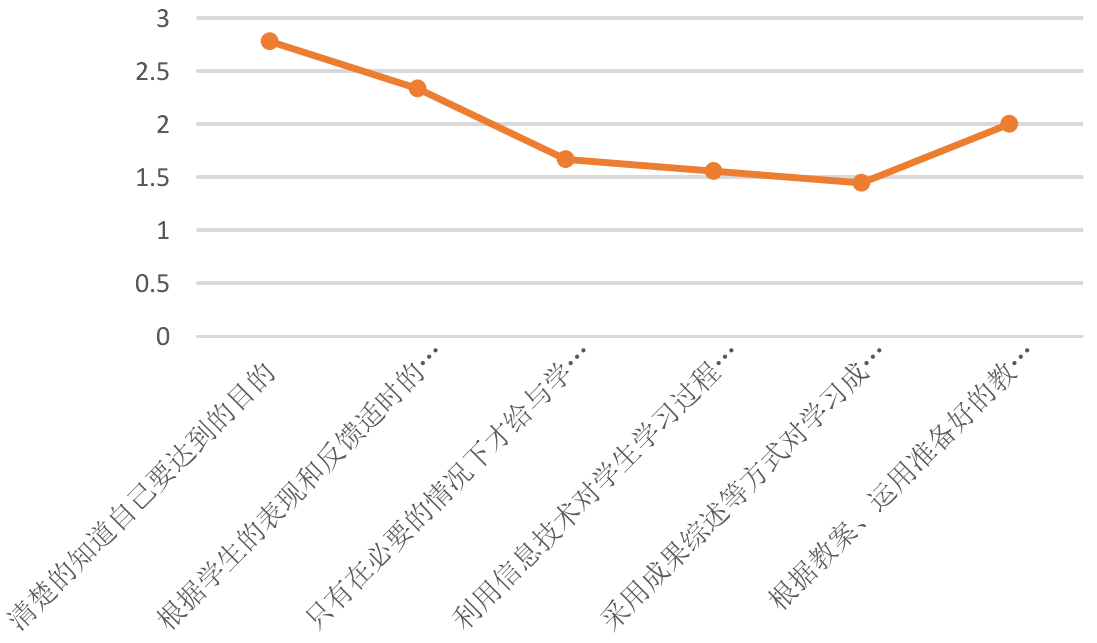 3
2.5
2
1.5
1
0.5
0
清楚的知道自己要达到的目的
根据学生的表现和反馈适时的…
只有在必要的情况下才给与学…
利用信息技术对学生学习过程…
采用成果综述等方式对学习成…
根据教案、运用准备好的教…